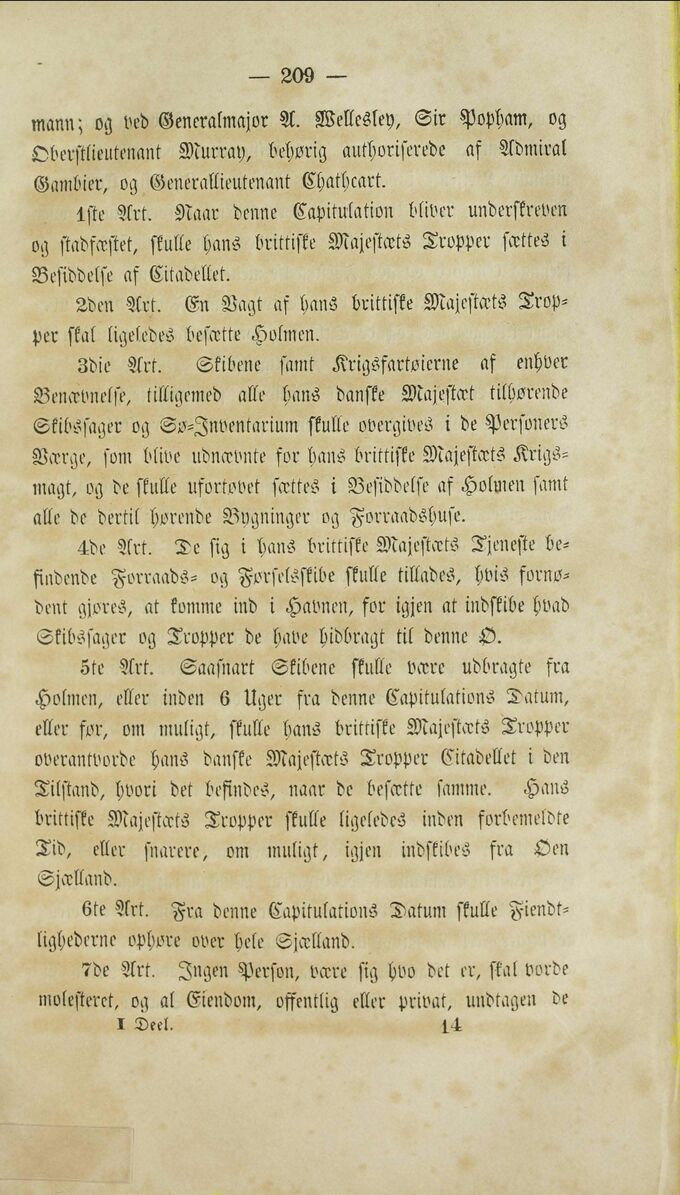 — 209 —
mann; og ved Generalmajor A. Wellesley, Sir Popham, og
Oberstlieutenant Murray, behørig authoriserede af Admiral
Gambier, og Generallieutenant Chathcart.
1ste Art. Naar denne Capitulation bliver underskreven
og stadfæstet, skulle hans brittiske Majestæts Tropper sættes i
Besiddelse af Citadellet.
2den Art. En Vagt af hans brittiske Majestæts Trop-
per skal ligeledes besætte Holmen.
3die Art. Skibene samt Krigsfartøierne af enhver
Benævnelse, tilligemed alle hans danske Majestæt tilhørende
Skibssager og Sø-Inventarium skulle overgives i de Personers
Værge, som blive udnævnte for hans brittiske Majestæts Krigs-
magt, og de skulle ufortøvet sættes i Besiddelse af Holmen samt
alle de dertil hørende Bygninger og Forraadshuse.
4de Art. De sig i hans brittiske Majestæts Tjeneste be-
findende Forraads- og Førselsskibe skulle tillades, hvis fornø-
dent gjøres, at komme ind i Havnen, for igjen at indskibe hvad
Skibssager og Tropper de have hidbragt til denne Ø.
5te Art. Saasnart Skibene skulle være udbragte fra
Holmen, eller inden 6 Uger fra denne Capitulations Datum,
eller før, om muligt, skulle hans brittiske Majestæts Tropper
overantvorde hans danske Majestæts Tropper Citadellet i den
Tilstand, hvori det befindes, naar de besætte samme. Hans
brittiske Majestæts Tropper skulle ligeledes inden forbemeldte
Tid, eller snarere, om muligt, igjen indskibes fra Øen
Sjælland.
6te Art. Fra denne Capitulations Datum skulle Fiendt-
lighederne ophøre over hele Sjælland.
7de Art. Ingen Person, være sig hvo det er, skal vorde
molesteret, og al Eiendom, offentlig eller privat, undtagen de
I Deel. 14